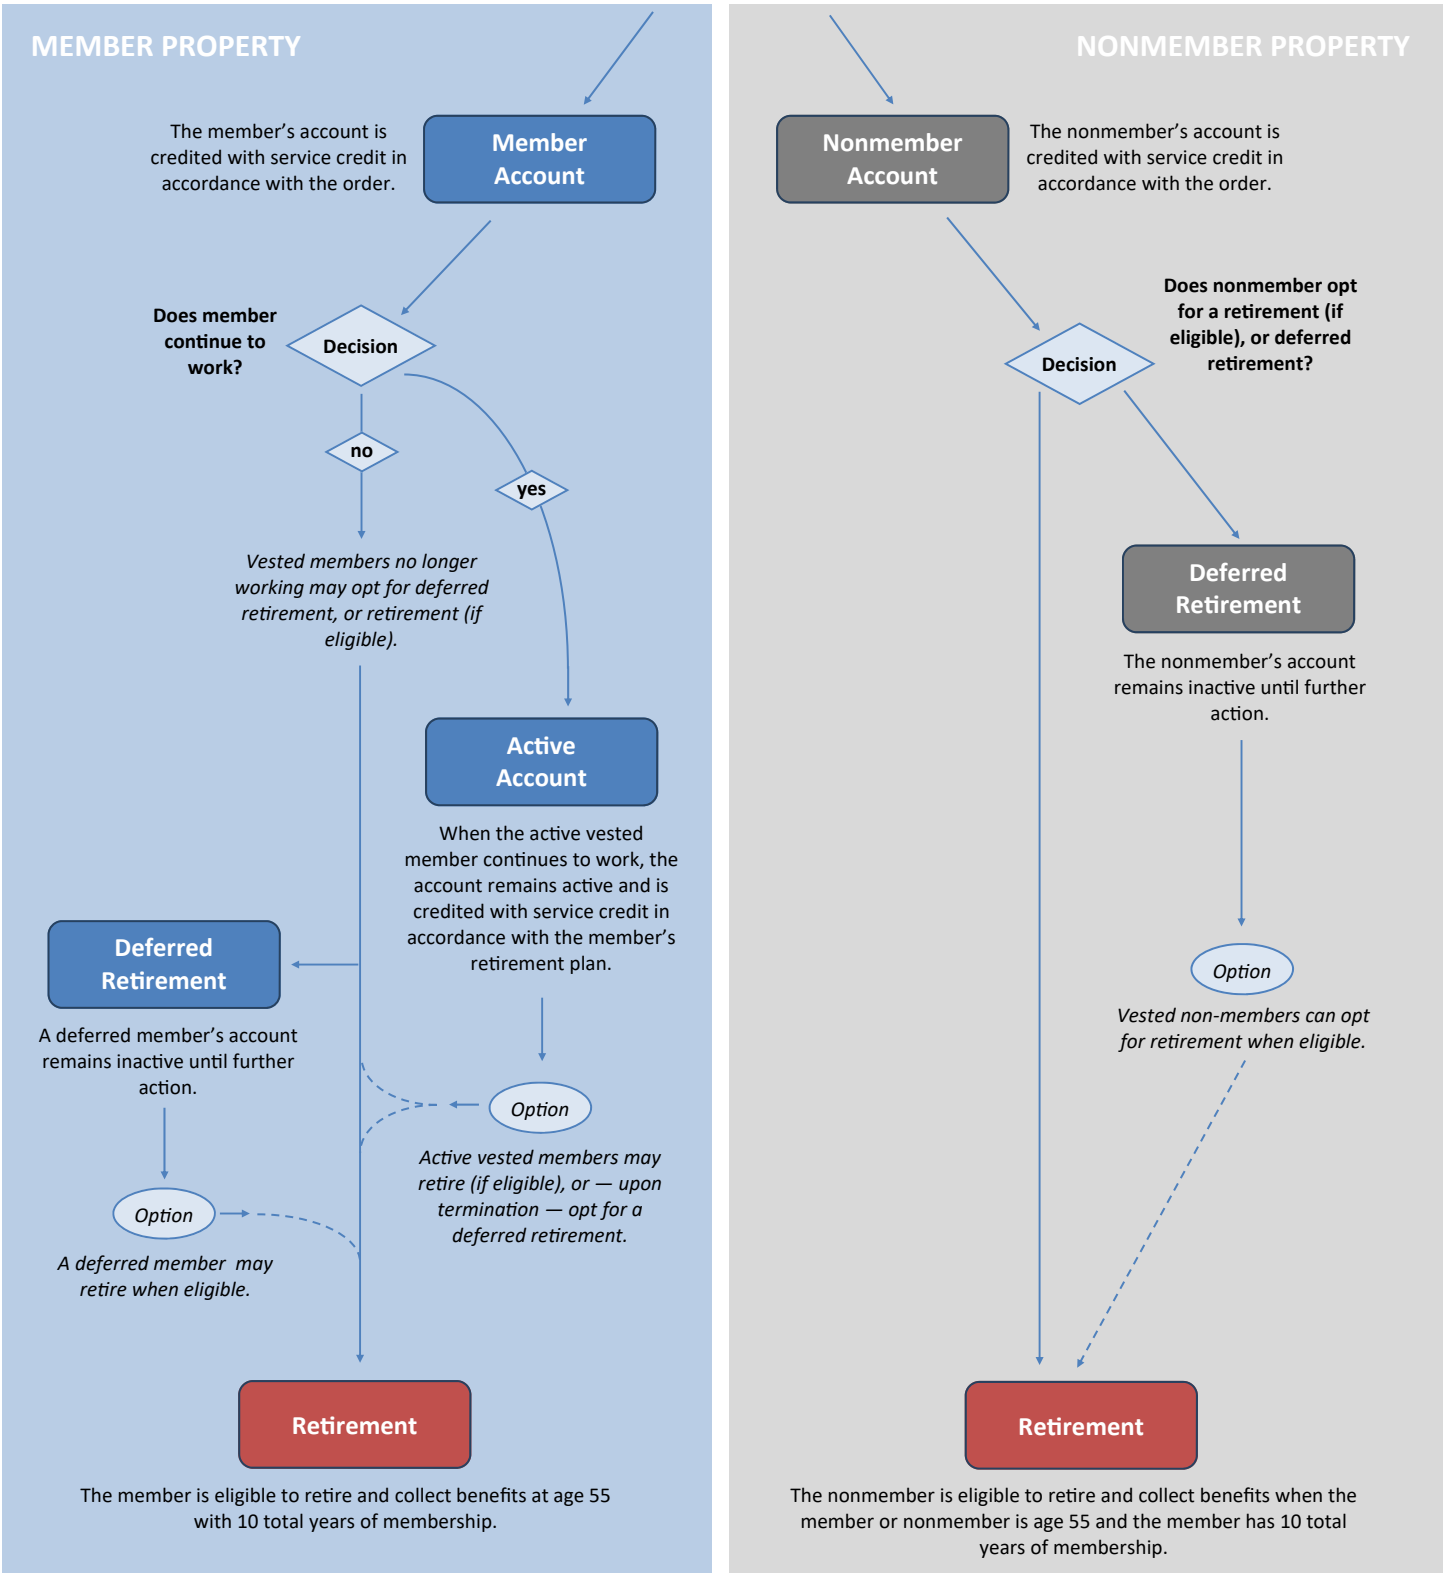 MEMBER PROPERTY
The member’s account is
credited with service credit in
accordance with the order.
Member
Account
Does member
continue to
work?
Decision
no
yes
Vested members no longer
working may opt for deferred
retirement, or retirement (if
eligible).
Active
Account
When the active vested
member continues to work, the
account remains active and is
credited with service credit in
accordance with the member’s
retirement plan.
Deferred
Retirement
A deferred member’s account
remains inactive until further
action.
Option
Active vested members may
retire (if eligible), or — upon
termination — opt for a
deferred retirement.
Option
A deferred member  may
retire when eligible.
Retirement
The member is eligible to retire and collect benefits at age 55
with 10 total years of membership.
NONMEMBER PROPERTY
Nonmember
Account
The nonmember’s account is
credited with service credit in
accordance with the order.
Does nonmember opt
for a retirement (if
eligible), or deferred
retirement?
Decision
Deferred
Retirement
The nonmember’s account
remains inactive until further
action.
Option
Vested non-members can opt
for retirement when eligible.
Retirement
The nonmember is eligible to retire and collect benefits when the
member or nonmember is age 55 and the member has 10 total
years of membership.